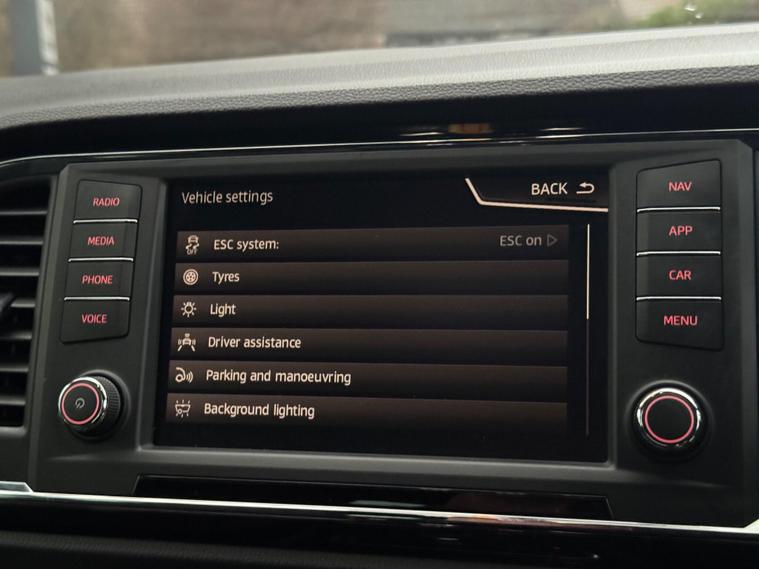 RADIO
MEDIA
PHONE
VOICE
Vehicle settings
BACK
ESC system: ESC on
OFF
Tyres
Light
Driver assistance
Parking and manoeuvring
Background lighting
NAV
APP
CAR
MENU